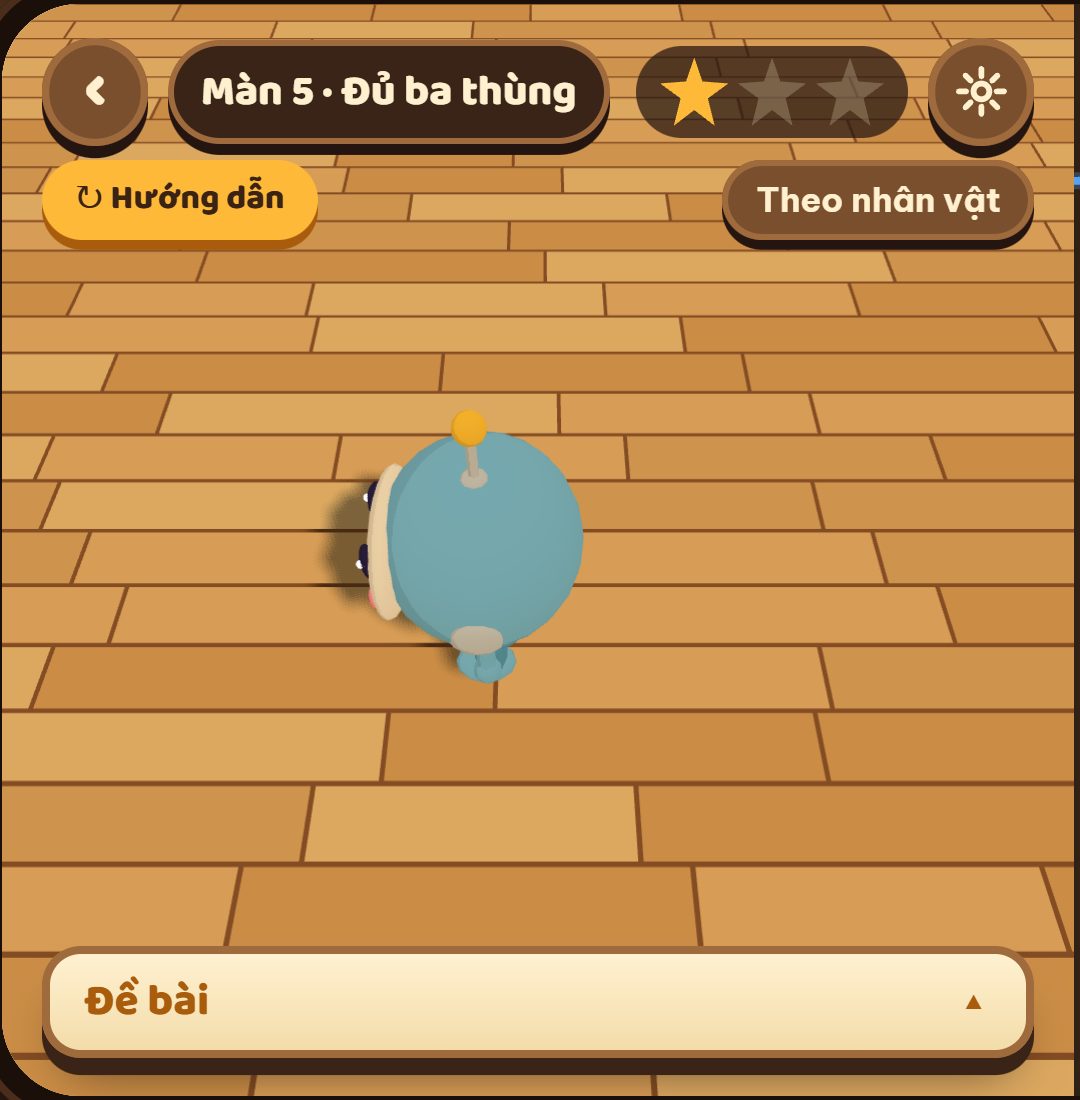 Màn 5 · Đủ ba thùng
↻ Hướng dẫn
Theo nhân vật
Đề bài